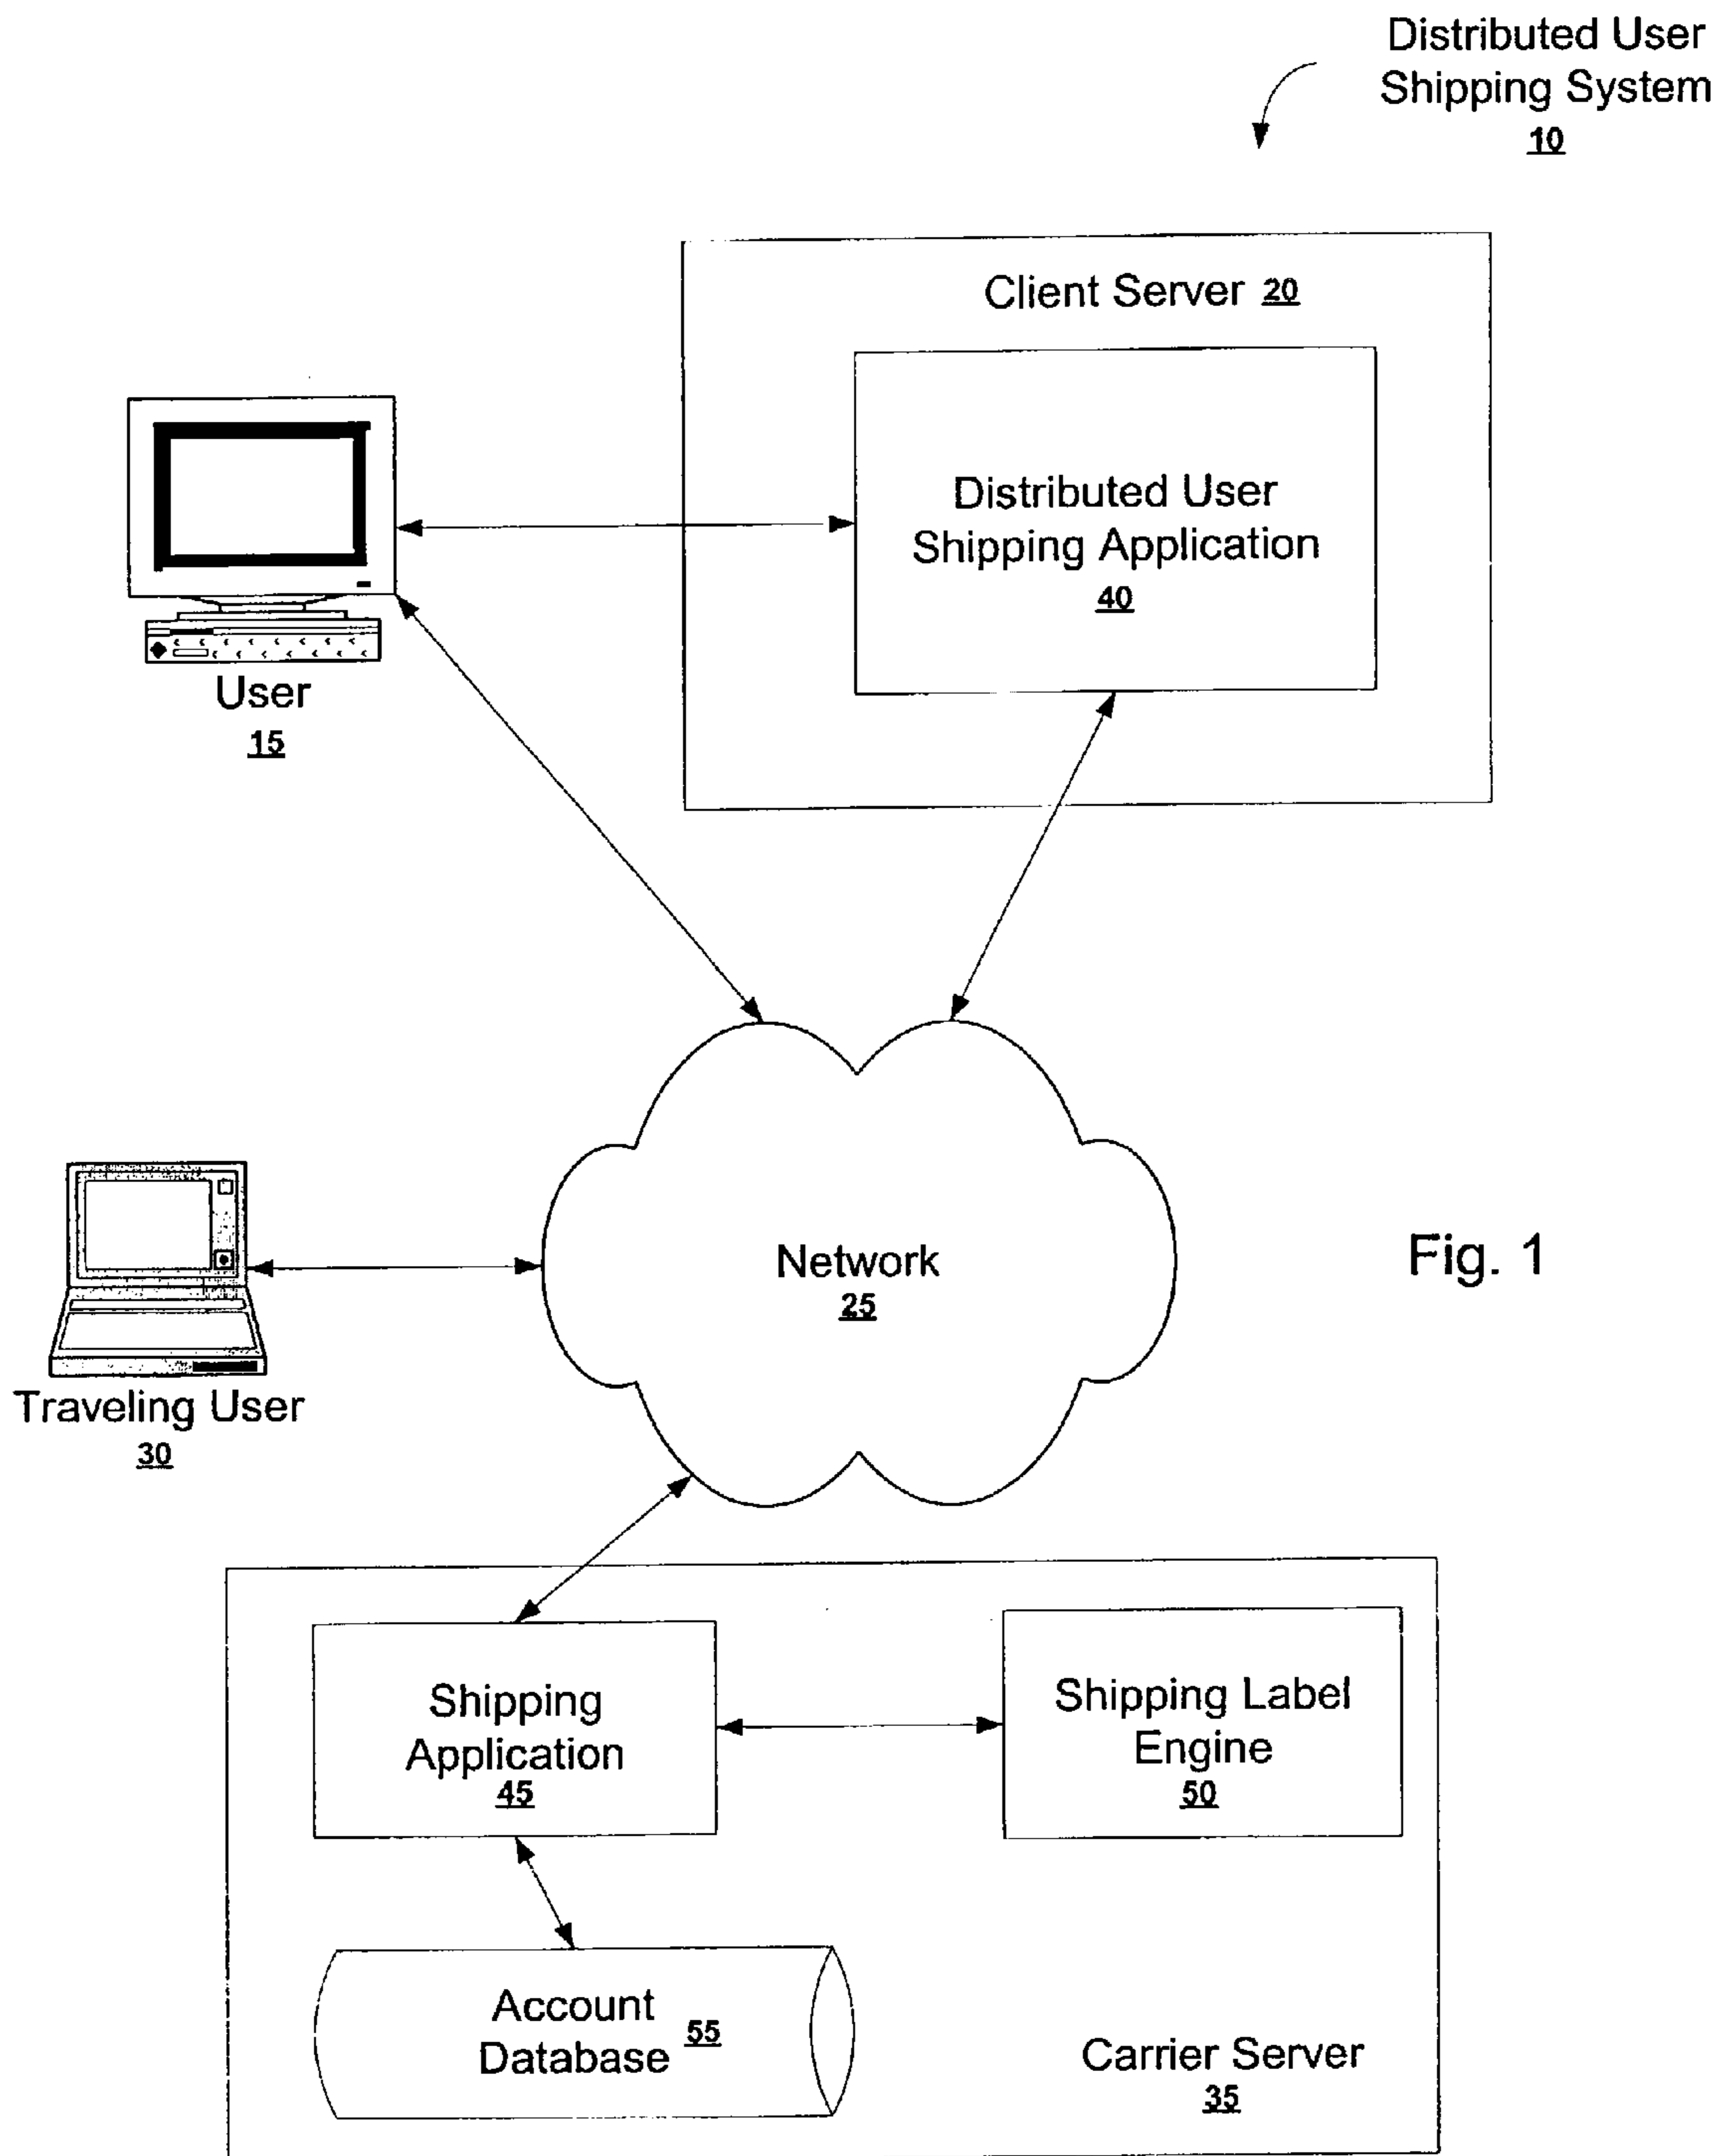 Distributed User
Shipping System
10
Client Server 20
Distributed User
Shipping Application
40
User
15
Network
25
Fig. 1
Traveling User
30
Shipping
Application
45
Shipping Label
Engine
50
Account
Database 55
Carrier Server
35